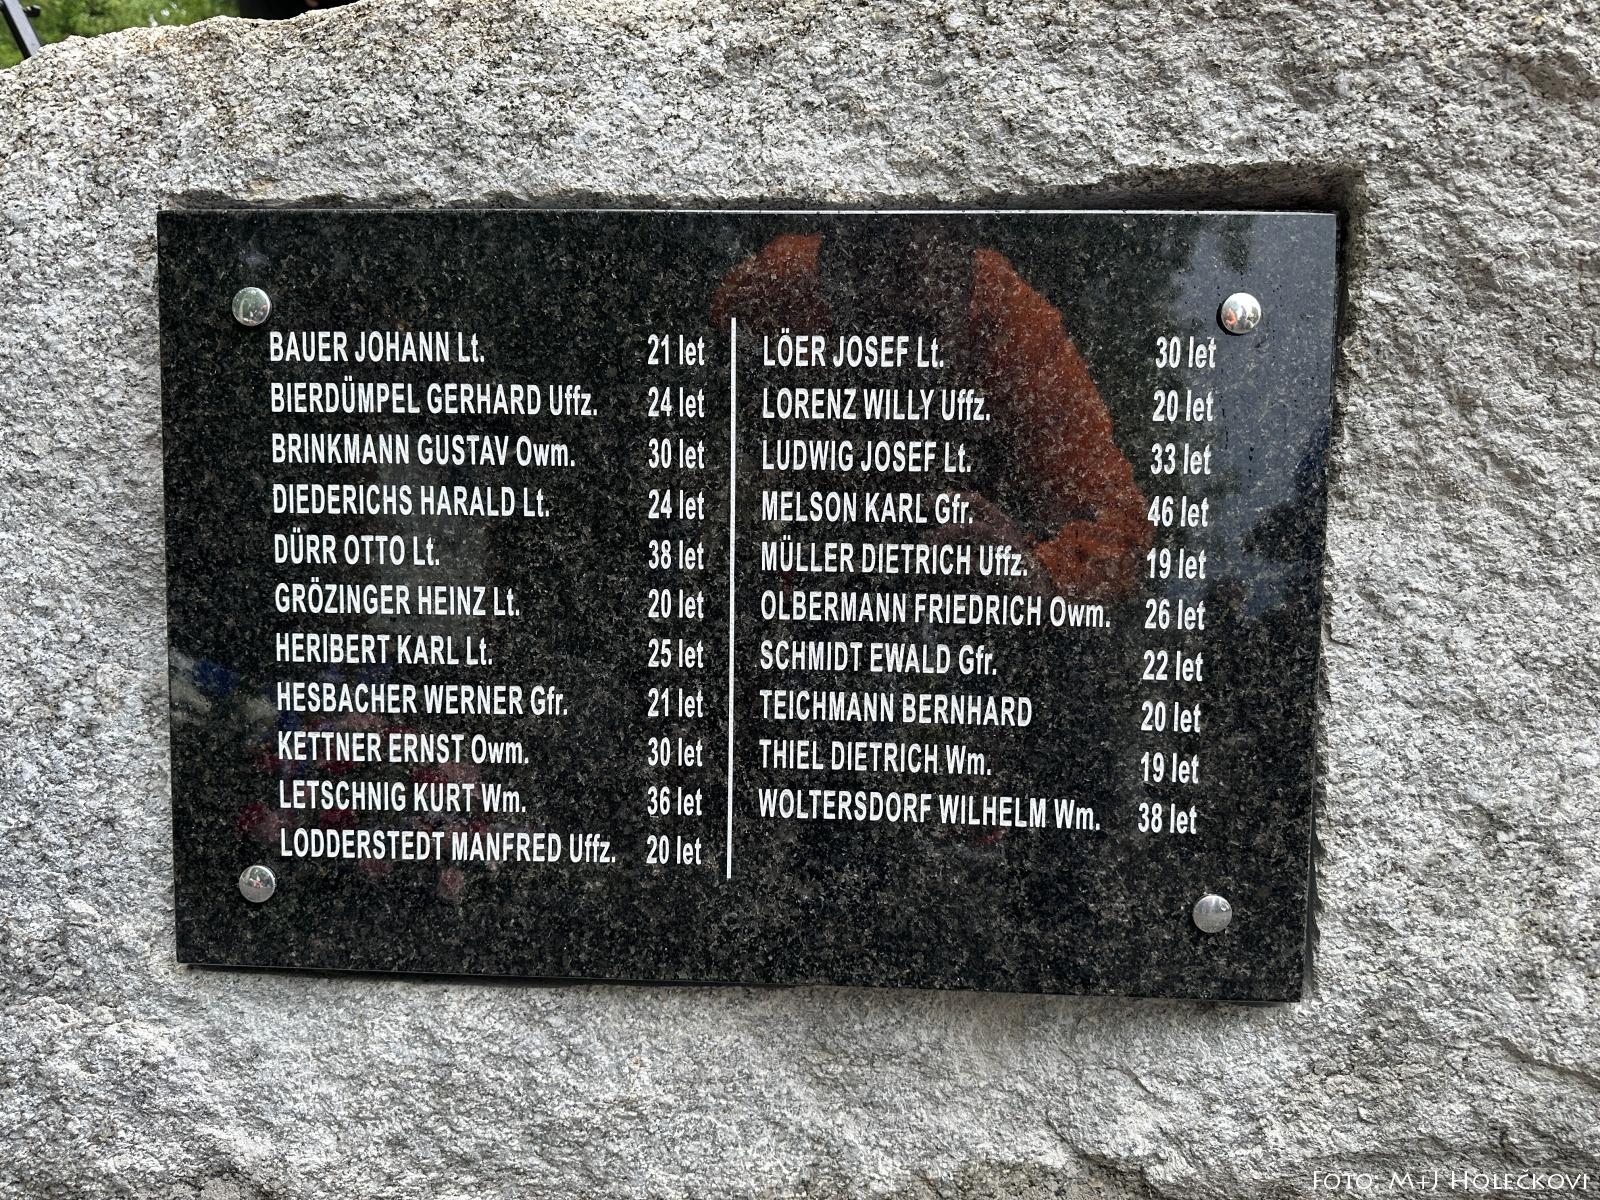 BAUER JOHANN Lt. 21 let
BIERDÜMPEL GERHARD Uffz. 24 let
BRINKMANN GUSTAV Owm. 30 let
DIEDERICHS HARALD Lt. 24 let
DÜRR OTTO Lt. 38 let
GRÖZINGER HEINZ Lt. 20 let
HERIBERT KARL Lt. 25 let
HESBACHER WERNER Gfr. 21 let
KETTNER ERNST Owm. 30 let
LETSCHNIG KURT Wm. 36 let
LODDERSTEDT MANFRED Uffz. 20 let
LÖER JOSEF Lt. 30 let
LORENZ WILLY Uffz. 20 let
LUDWIG JOSEF Lt. 33 let
MELSON KARL Gfr. 46 let
MÜLLER DIETRICH Uffz. 19 let
OLBERMANN FRIEDRICH Owm. 26 let
SCHMIDT EWALD Gfr. 22 let
TEICHMANN BERNHARD 20 let
THIEL DIETRICH Wm. 19 let
WOLTERSDORF WILHELM Wm. 38 let
FOTO: M+J HOLECKOVI